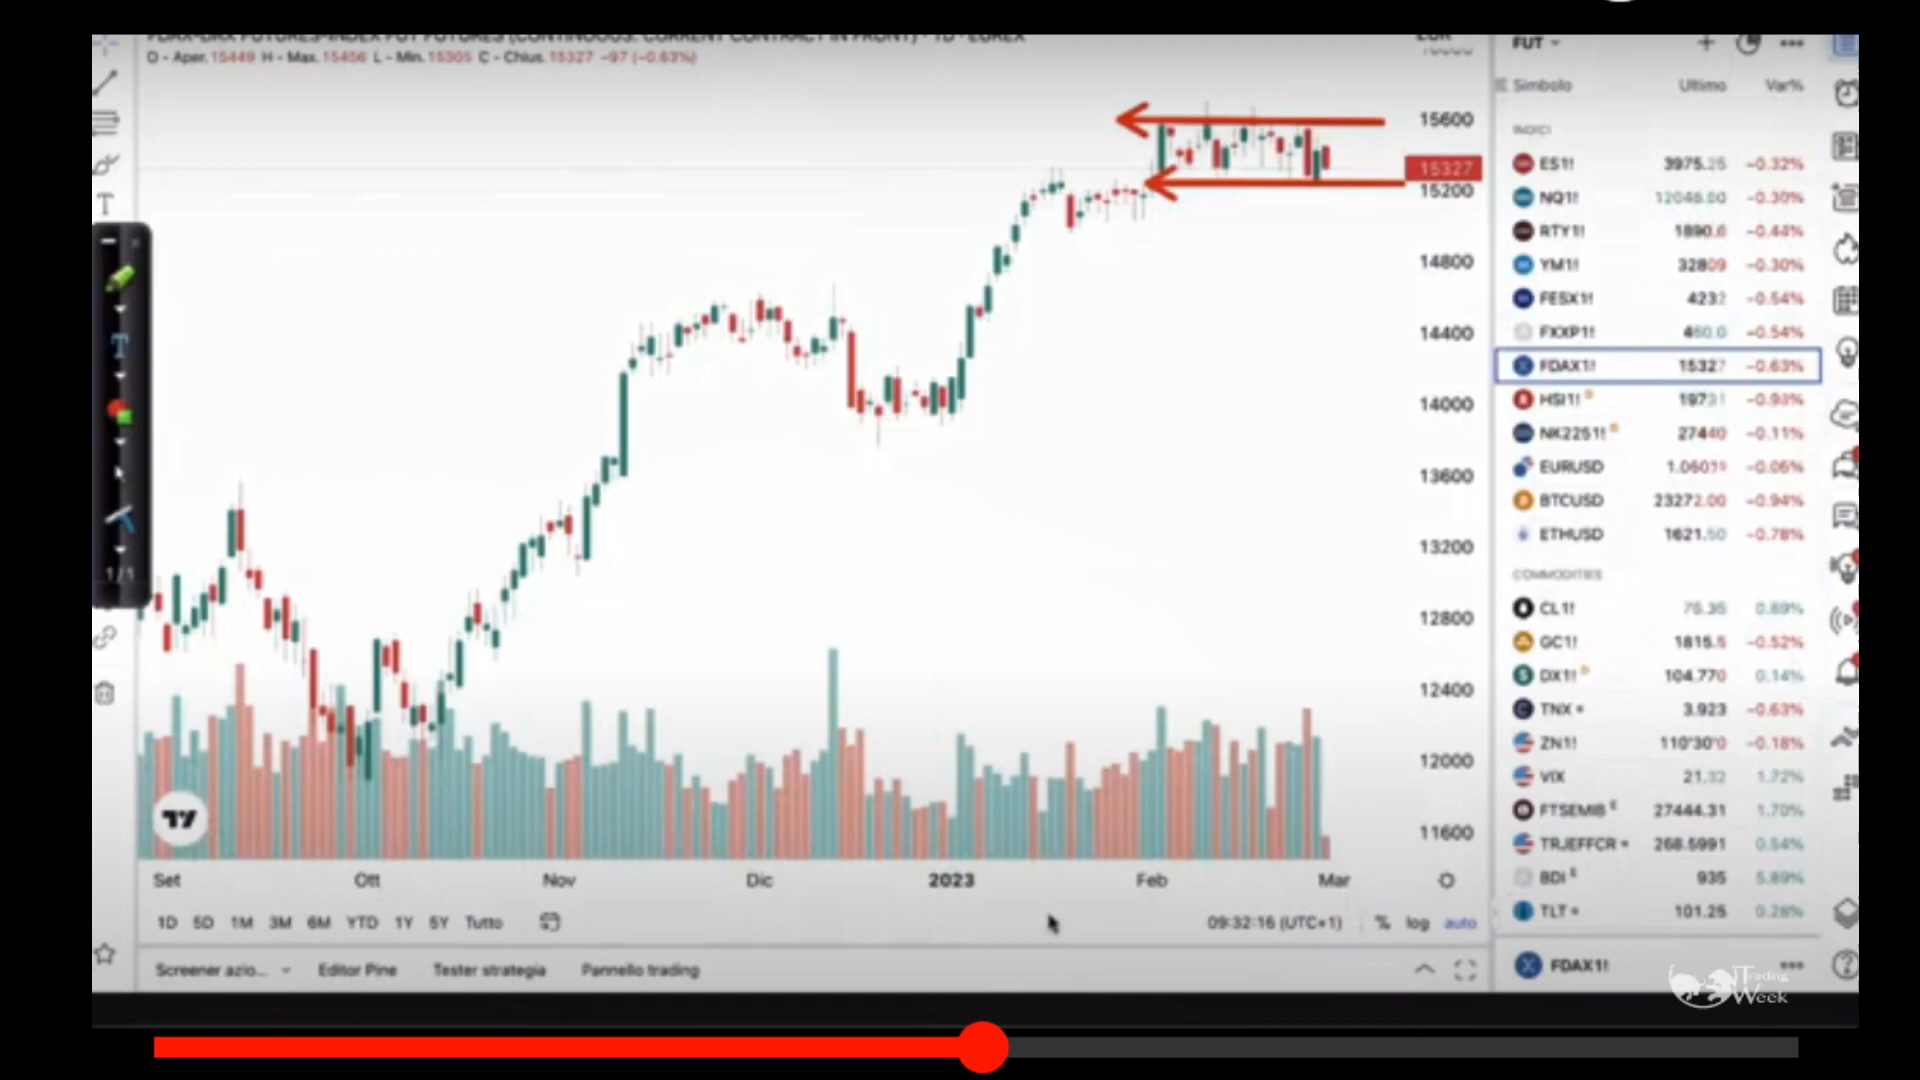 FDAX-DAX FUTURES-INDEX FUT FUTURES (CONTINUOUS: CURRENT CONTRACT IN FRONT) · 1D · EUREX
O - Aper. 15449 H - Max. 15456 L - Min. 15305 C - Chius. 15327 -97 (-0.63%)
EUR
15600
15327
15200
14800
14400
14000
13600
13200
12800
12400
12000
11600
T
T
1/1
Set Ott Nov Dic 2023 Feb Mar
1D 5D 1M 3M 6M YTD 1Y 5Y Tutto
09:32:16 (UTC+1) % log auto
Screener azio... Editor Pine Tester strategia Pannello trading
FUT
Simbolo Ultimo Var%
INDICI
ES1! 3975.25 -0.32%
NQ1! 12046.00 -0.30%
RTY1! 1890.6 -0.44%
YM1! 32809 -0.30%
FESX1! 4232 -0.54%
FXXP1! 460.0 -0.54%
FDAX1! 15327 -0.63%
HSI1! 19731 -0.93%
NK2251! 27440 -0.11%
EURUSD -0.06%
BTCUSD 23272.00 -0.94%
ETHUSD 1621.50 -0.78%
COMMODITIES
CL1! 0.89%
GC1! 1815.5 -0.52%
DX1! 104.770 0.14%
TNX 3.923 -0.63%
ZN1! 110'30'0 -0.18%
VIX 21.32 1.72%
FTSEMIB E 27444.31 1.70%
TRJEFFCR 268.5991 0.54%
BDI E 935 5.89%
TLT 101.25 0.28%
FDAX1!
Trading
Week